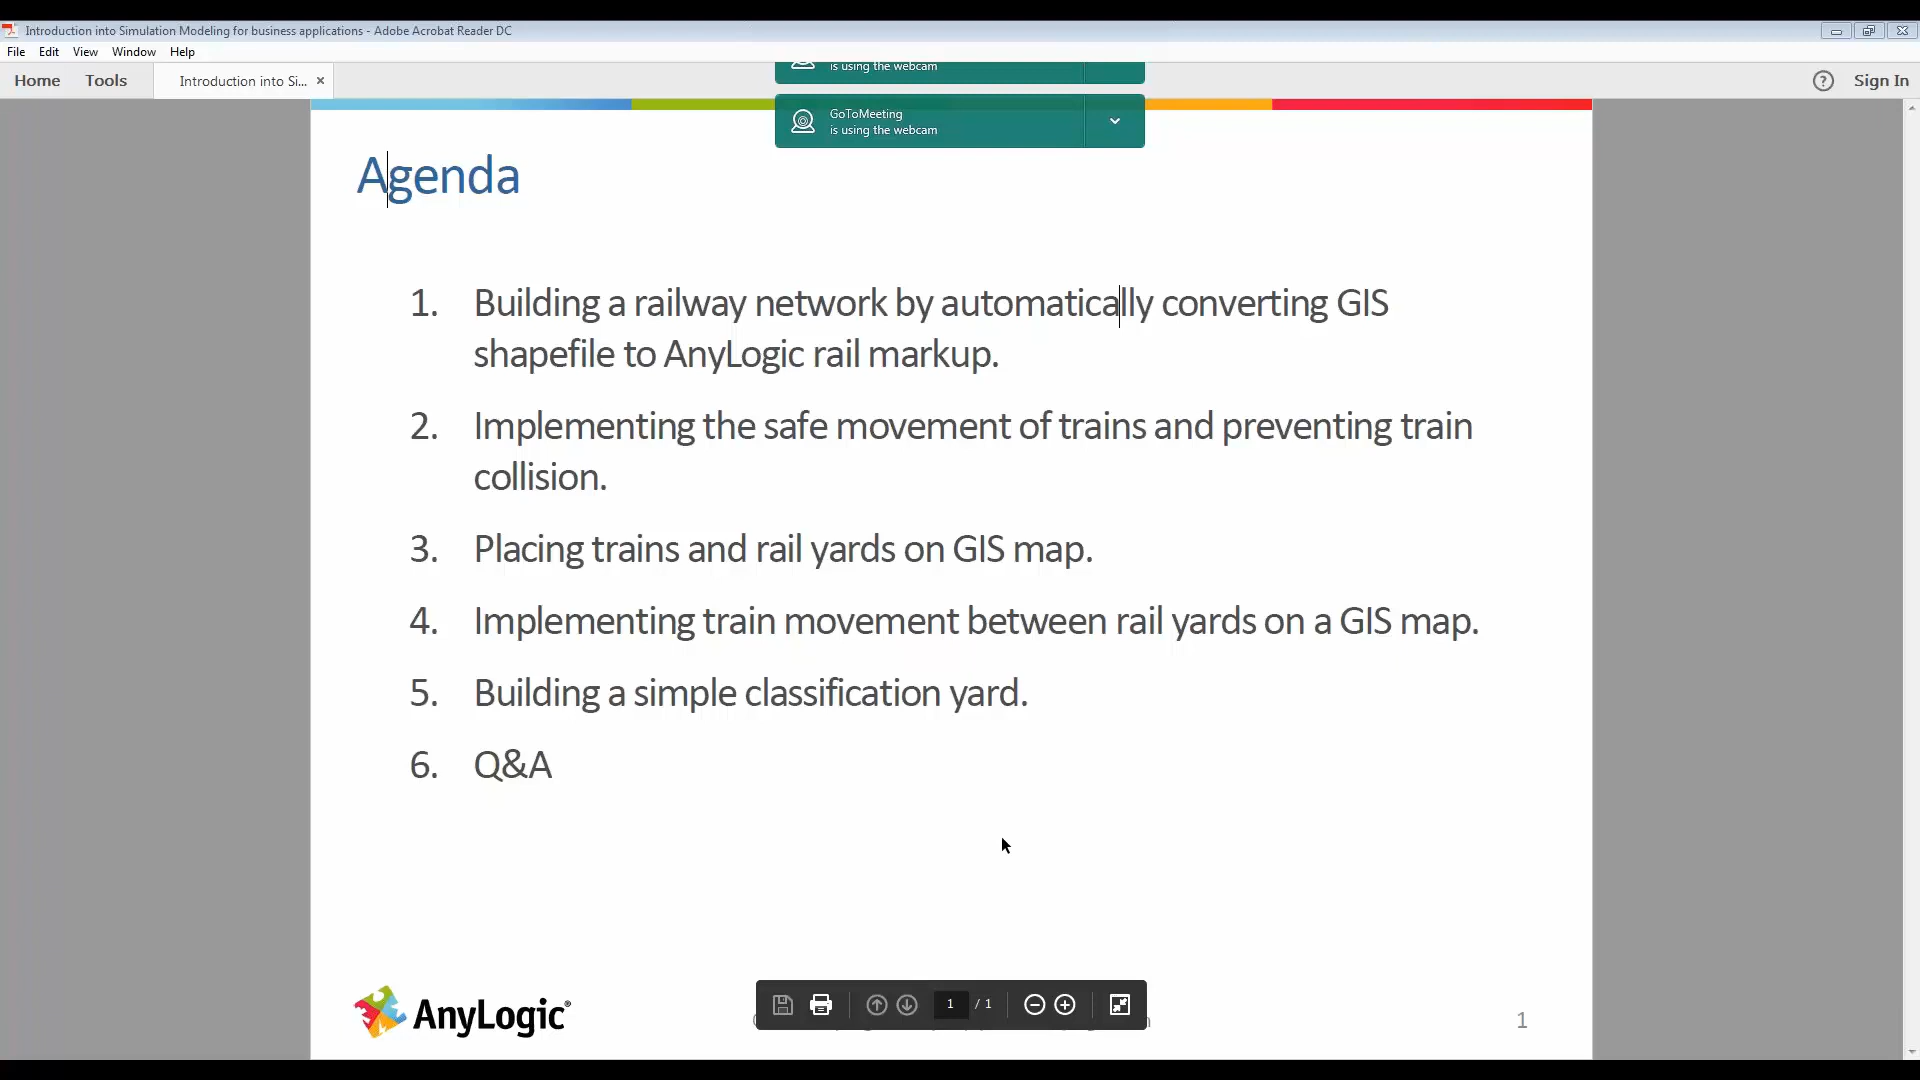 Introduction into Simulation Modeling for business applications - Adobe Acrobat Reader DC
File Edit View Window Help
is using the webcam
Home Tools Introduction into Si... × ? Sign In
GoToMeeting
is using the webcam
Agenda
1. Building a railway network by automatically converting GIS
shapefile to AnyLogic rail markup.
2. Implementing the safe movement of trains and preventing train
collision.
3. Placing trains and rail yards on GIS map.
4. Implementing train movement between rail yards on a GIS map.
5. Building a simple classification yard.
6. Q&A
AnyLogic®
1 / 1
1